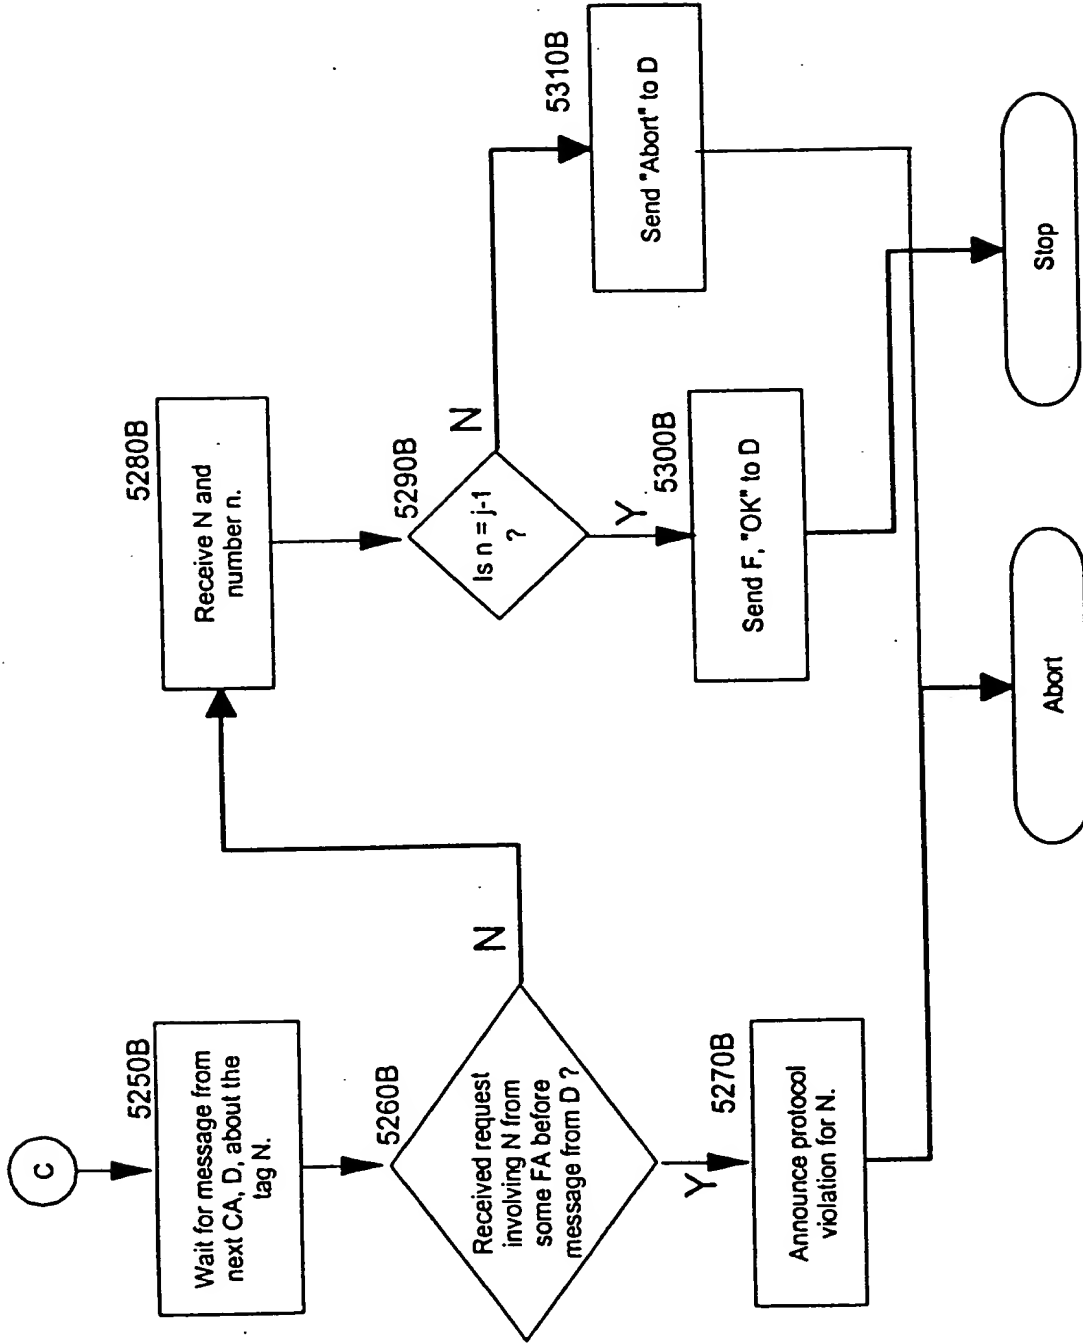 C
5250B
Wait for message from
next CA, D, about the
tag N.
5260B
Received request
involving N from
some FA before
message from D ?
N
Y
5270B
Announce protocol
violation for N.
5280B
Receive N and
number n.
5290B
Is n = j-1
?
N
Y
5300B
Send F, "OK" to D
5310B
Send "Abort" to D
Abort
Stop